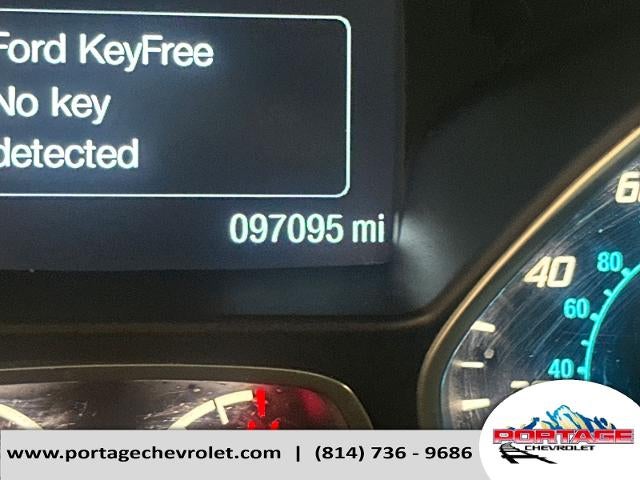 Ford KeyFree
No key
detected
097095 mi
80
40
60
40
www.portagechevrolet.com | (814) 736 - 9686
PORTAGE
CHEVROLET